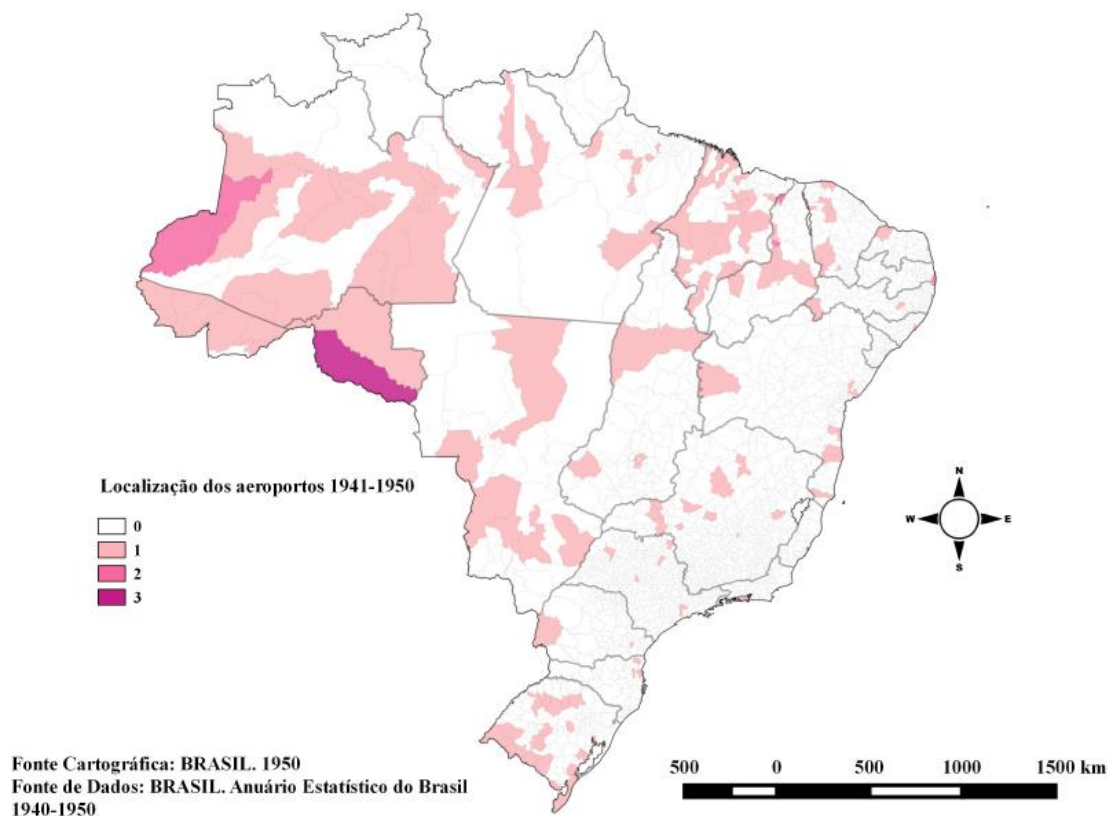 Localização dos aeroportos 1941-1950
0
1
2
3
N
W
E
S
Fonte Cartográfica: BRASIL. 1950
Fonte de Dados: BRASIL. Anuário Estatístico do Brasil
1940-1950
500 0 500 1000 1500 km